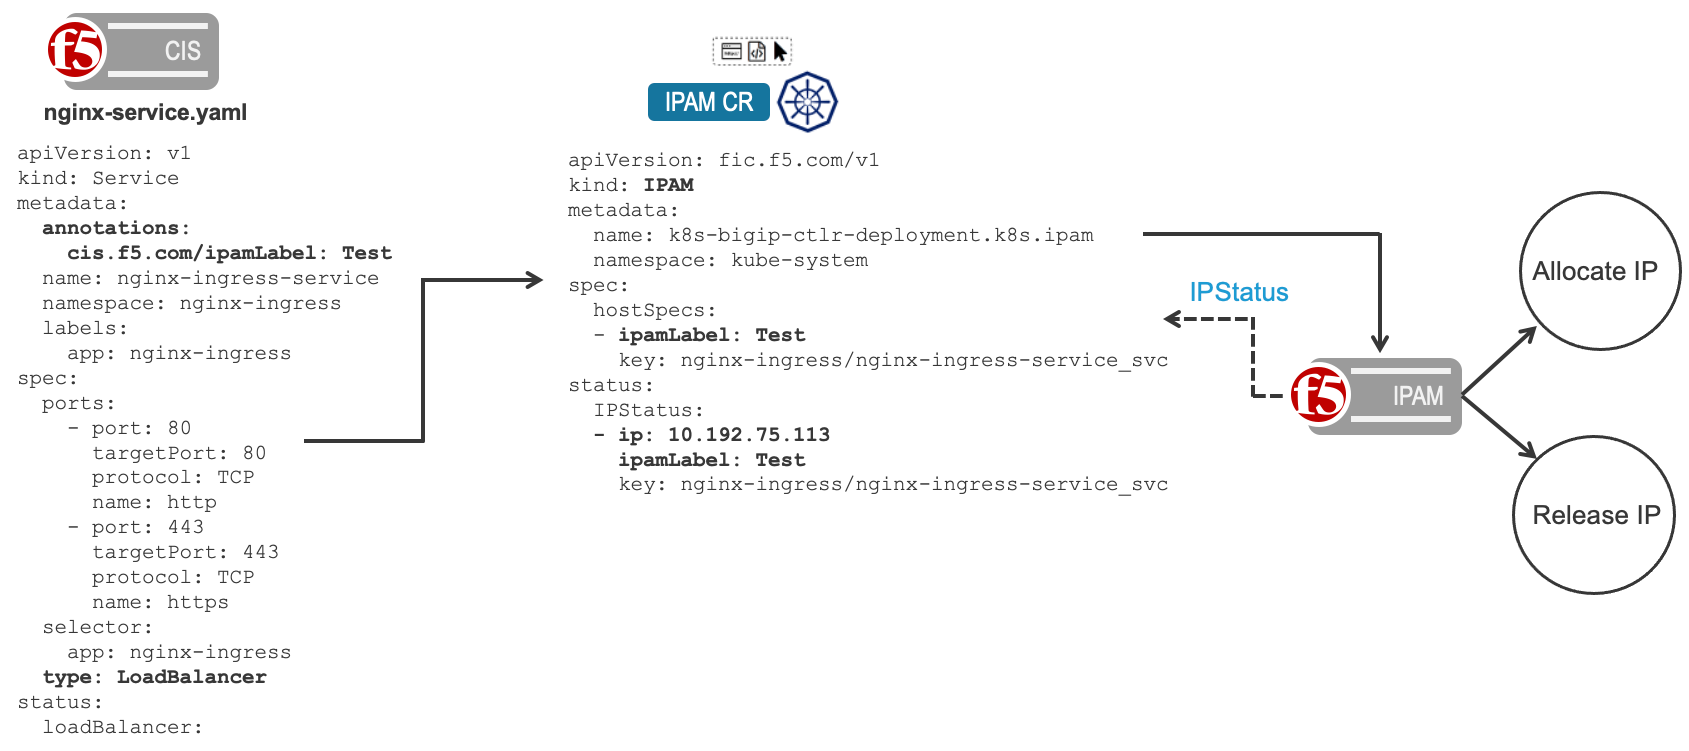 f5 CIS
nginx-service.yaml
apiVersion: v1
kind: Service
metadata:
  annotations:
    cis.f5.com/ipamLabel: Test
  name: nginx-ingress-service
  namespace: nginx-ingress
  labels:
    app: nginx-ingress
spec:
  ports:
    - port: 80
      targetPort: 80
      protocol: TCP
      name: http
    - port: 443
      targetPort: 443
      protocol: TCP
      name: https
  selector:
    app: nginx-ingress
  type: LoadBalancer
status:
  loadBalancer:
IPAM CR
apiVersion: fic.f5.com/v1
kind: IPAM
metadata:
  name: k8s-bigip-ctlr-deployment.k8s.ipam
  namespace: kube-system
spec:
  hostSpecs:
  - ipamLabel: Test
    key: nginx-ingress/nginx-ingress-service_svc
status:
  IPStatus:
  - ip: 10.192.75.113
    ipamLabel: Test
    key: nginx-ingress/nginx-ingress-service_svc
IPStatus
f5 IPAM
Allocate IP
Release IP